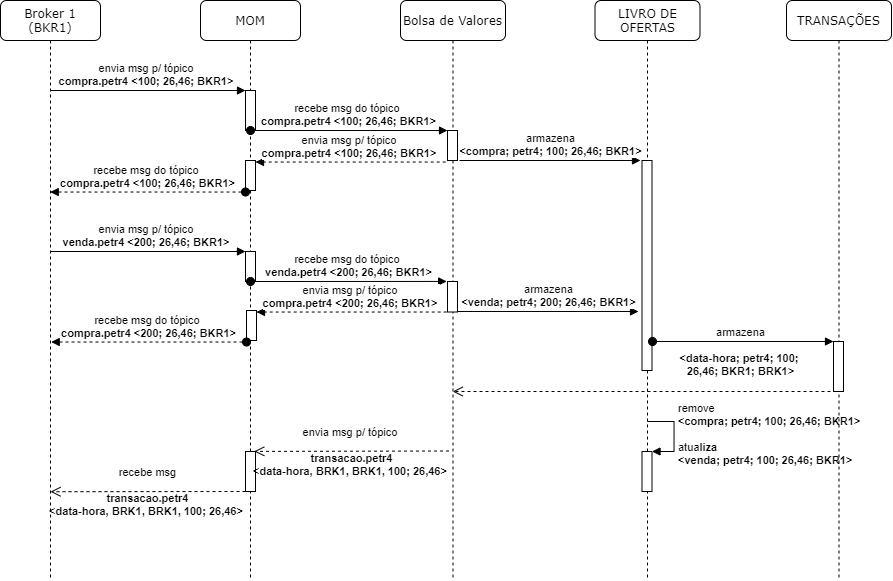 Broker 1
(BKR1)
MOM
Bolsa de Valores
LIVRO DE
OFERTAS
TRANSAÇÕES
envia msg p/ tópico
compra.petr4 <100; 26,46; BKR1>
recebe msg do tópico
compra.petr4 <100; 26,46; BKR1>
envia msg p/ tópico
compra.petr4 <100; 26,46; BKR1>
armazena
<compra; petr4; 100; 26,46; BKR1>
recebe msg do tópico
compra.petr4 <100; 26,46; BKR1>
envia msg p/ tópico
venda.petr4 <200; 26,46; BKR1>
recebe msg do tópico
venda.petr4 <200; 26,46; BKR1>
envia msg p/ tópico
compra.petr4 <200; 26,46; BKR1>
armazena
<venda; petr4; 200; 26,46; BKR1>
recebe msg do tópico
compra.petr4 <200; 26,46; BKR1>
armazena
<data-hora; petr4; 100;
26,46; BKR1; BRK1>
remove
<compra; petr4; 100; 26,46; BKR1>
atualiza
<venda; petr4; 100; 26,46; BKR1>
envia msg p/ tópico
transacao.petr4
<data-hora, BRK1, BRK1, 100; 26,46>
recebe msg
transacao.petr4
<data-hora, BRK1, BRK1, 100; 26,46>